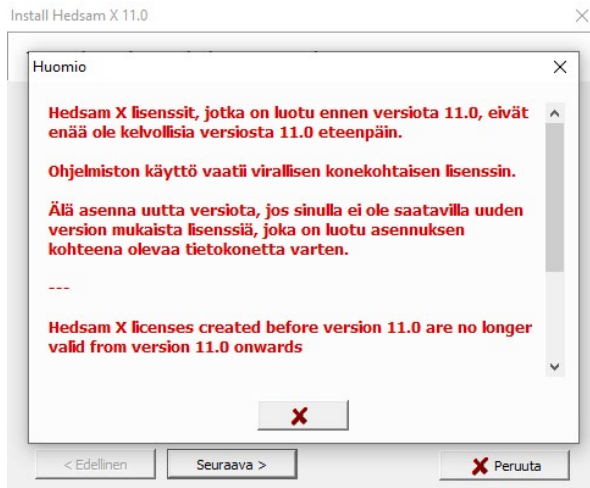 Install Hedsam X 11.0
Huomio
Hedsam X lisenssit, jotka on luotu ennen versiota 11.0, eivät
enää ole kelvollisia versiosta 11.0 eteenpäin.
Ohjelmiston käyttö vaatii virallisen konekohtaisen lisenssin.
Älä asenna uutta versiota, jos sinulla ei ole saatavilla uuden
version mukaista lisenssiä, joka on luotu asennuksen
kohteena olevaa tietokonetta varten.
---
Hedsam X licenses created before version 11.0 are no longer
valid from version 11.0 onwards
< Edellinen
Seuraava >
Peruuta